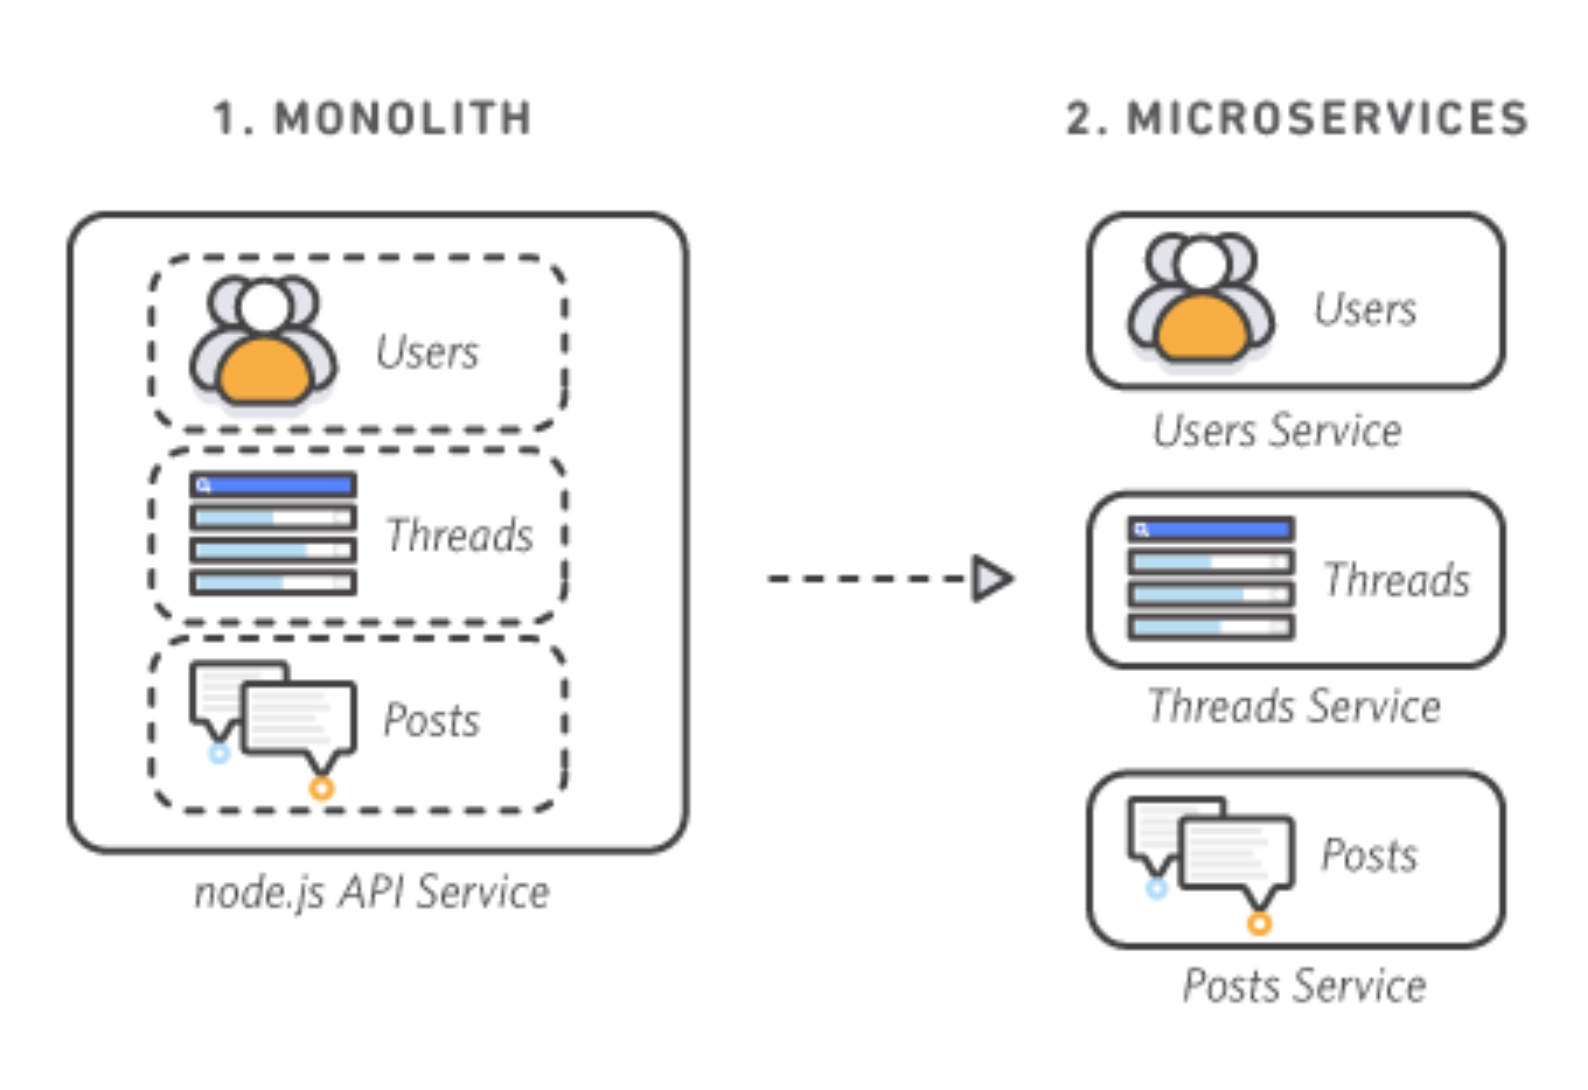 1. MONOLITH
Users
Threads
Posts
node.js API Service
2. MICROSERVICES
Users
Users Service
Threads
Threads Service
Posts
Posts Service